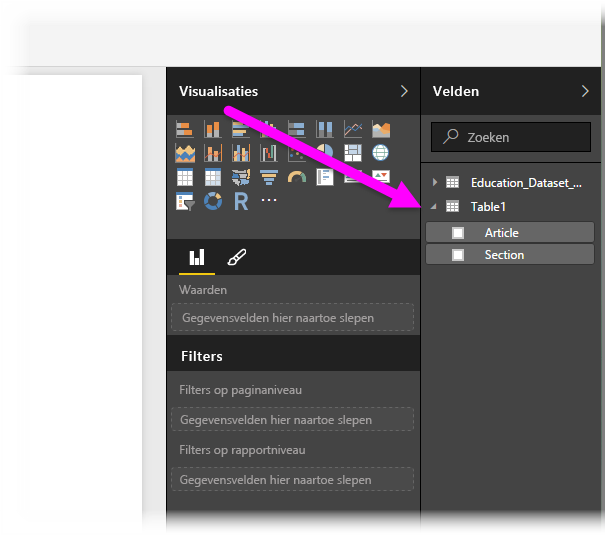 Visualisaties
Velden
Zoeken
Education_Dataset_...
Table1
Article
Section
R
...
Waarden
Gegevensvelden hier naartoe slepen
Filters
Filters op paginaniveau
Gegevensvelden hier naartoe slepen
Filters op rapportniveau
Gegevensvelden hier naartoe slepen